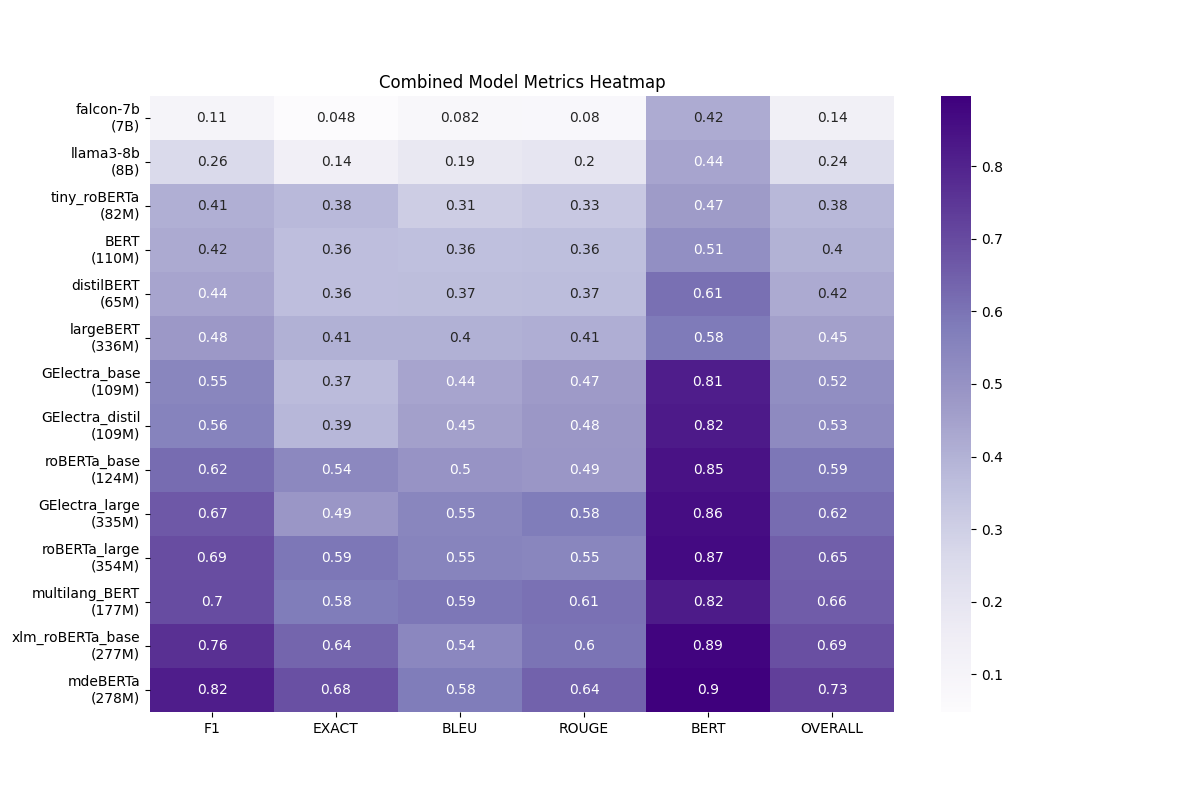 Combined Model Metrics Heatmap
falcon-7b
(7B)
0.11 0.048 0.082 0.08 0.42 0.14
llama3-8b
(8B)
0.26 0.14 0.19 0.2 0.44 0.24
tiny_roBERTa
(82M)
0.41 0.38 0.31 0.33 0.47 0.38
BERT
(110M)
0.42 0.36 0.36 0.36 0.51 0.4
distilBERT
(65M)
0.44 0.36 0.37 0.37 0.61 0.42
largeBERT
(336M)
0.48 0.41 0.4 0.41 0.58 0.45
GElectra_base
(109M)
0.55 0.37 0.44 0.47 0.81 0.52
GElectra_distil
(109M)
0.56 0.39 0.45 0.48 0.82 0.53
roBERTa_base
(124M)
0.62 0.54 0.5 0.49 0.85 0.59
GElectra_large
(335M)
0.67 0.49 0.55 0.58 0.86 0.62
roBERTa_large
(354M)
0.69 0.59 0.55 0.55 0.87 0.65
multilang_BERT
(177M)
0.7 0.58 0.59 0.61 0.82 0.66
xlm_roBERTa_base
(277M)
0.76 0.64 0.54 0.6 0.89 0.69
mdeBERTa
(278M)
0.82 0.68 0.58 0.64 0.9 0.73
F1 EXACT BLEU ROUGE BERT OVERALL
0.8
0.7
0.6
0.5
0.4
0.3
0.2
0.1